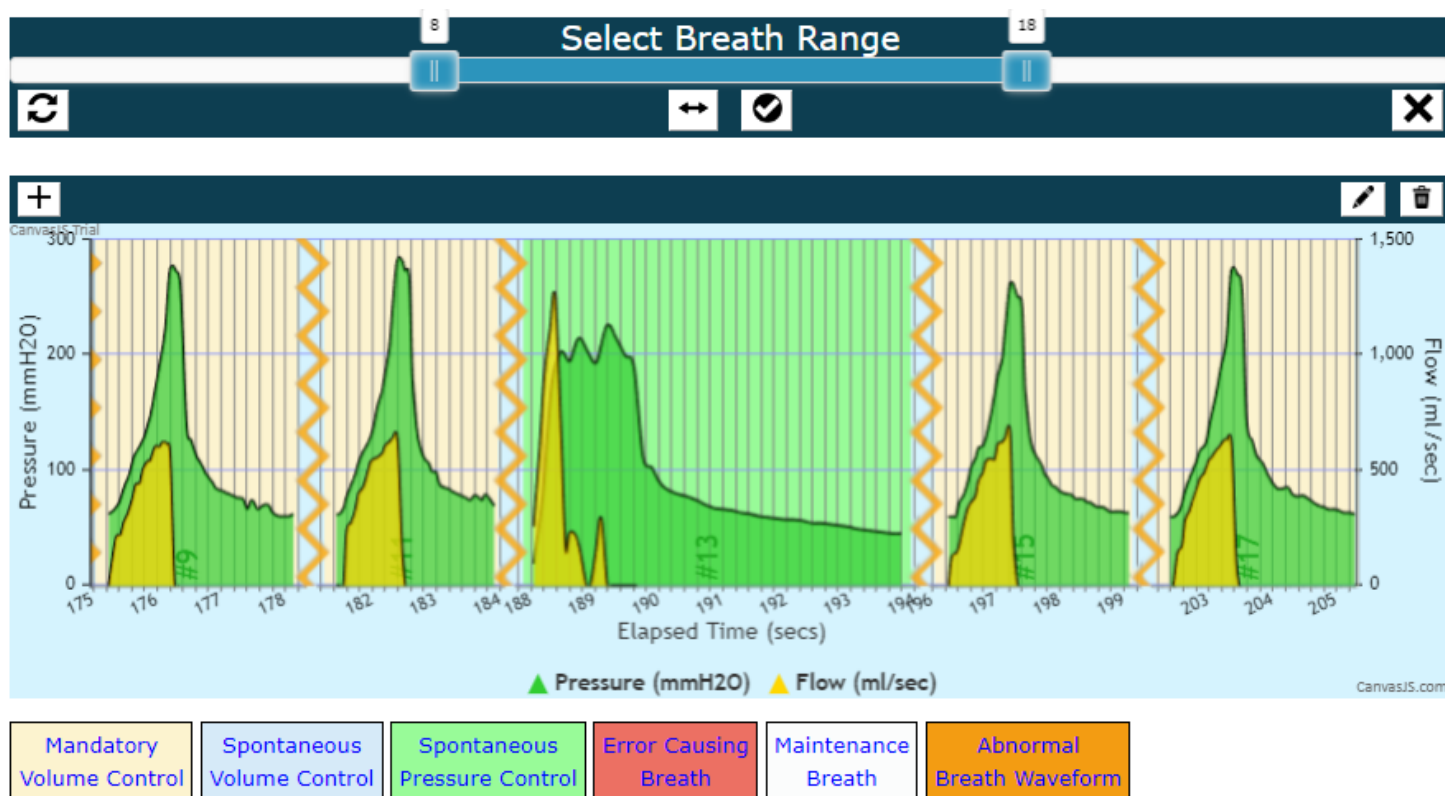 8
Select Breath Range
18
CanvasJS Trial
300
200
100
0
Pressure (mmH2O)
1,500
1,000
500
0
Flow (ml/sec)
#9
#11
#13
#15
#17
175 176 177 178 182 183 184 188 189 190 191 192 193 194 196 197 198 199 203 204 205
Elapsed Time (secs)
Pressure (mmH2O) Flow (ml/sec)
CanvasJS.com
Mandatory
Volume Control
Spontaneous
Volume Control
Spontaneous
Pressure Control
Error Causing
Breath
Maintenance
Breath
Abnormal
Breath Waveform